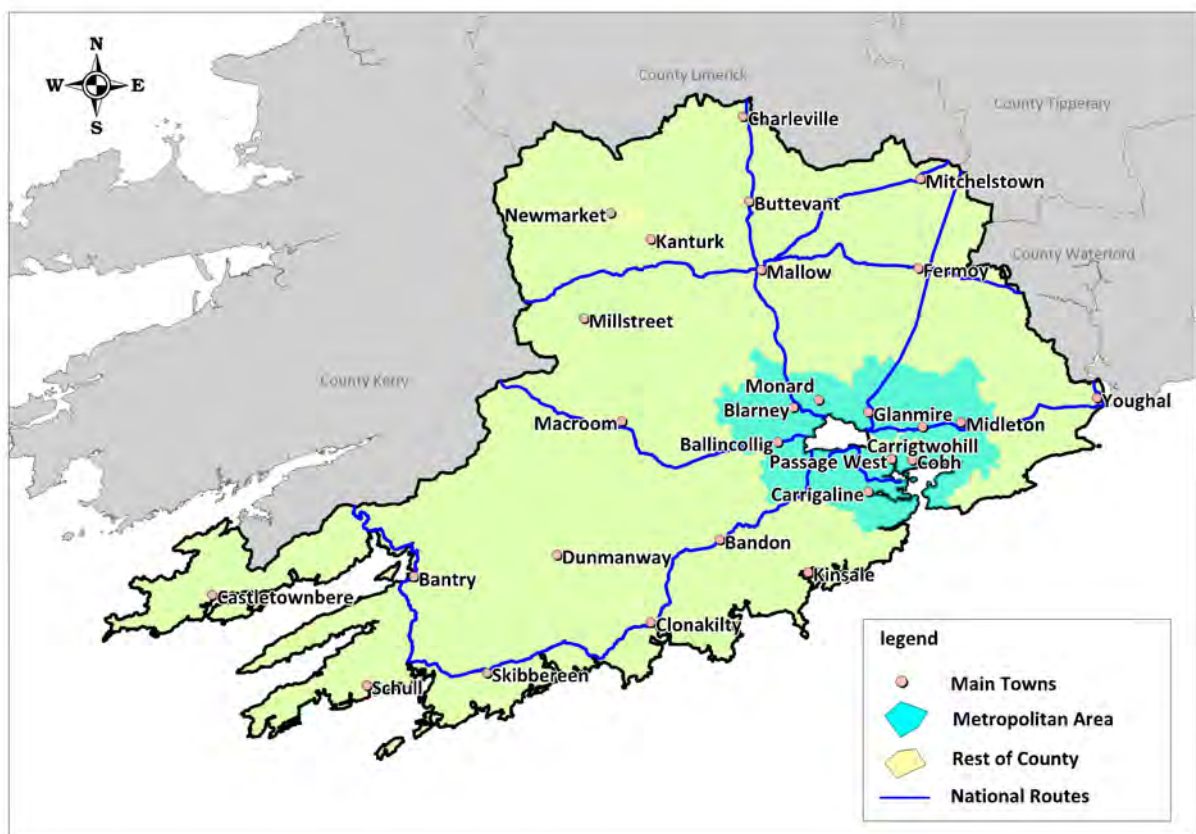 N
W E
S
County Limerick
County Tipperary
Charleville
Mitchelstown
Buttevant
Newmarket
Kanturk
County Waterford
Mallow
Fermoy
Millstreet
County Kerry
Monard
Youghal
Blarney
Glanmire
Macroom
Midleton
Ballincollig
Carrigtwohill
Passage West
Cobh
Carrigaline
Bandon
Dunmanway
Kinsale
Bantry
Castletownbere
Clonakilty
Skibbereen
Schull
legend
Main Towns
Metropolitan Area
Rest of County
National Routes